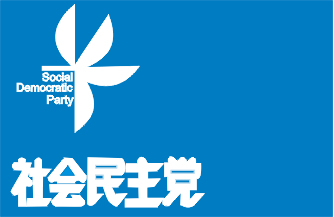 Social
Democratic
Party
社会民主党